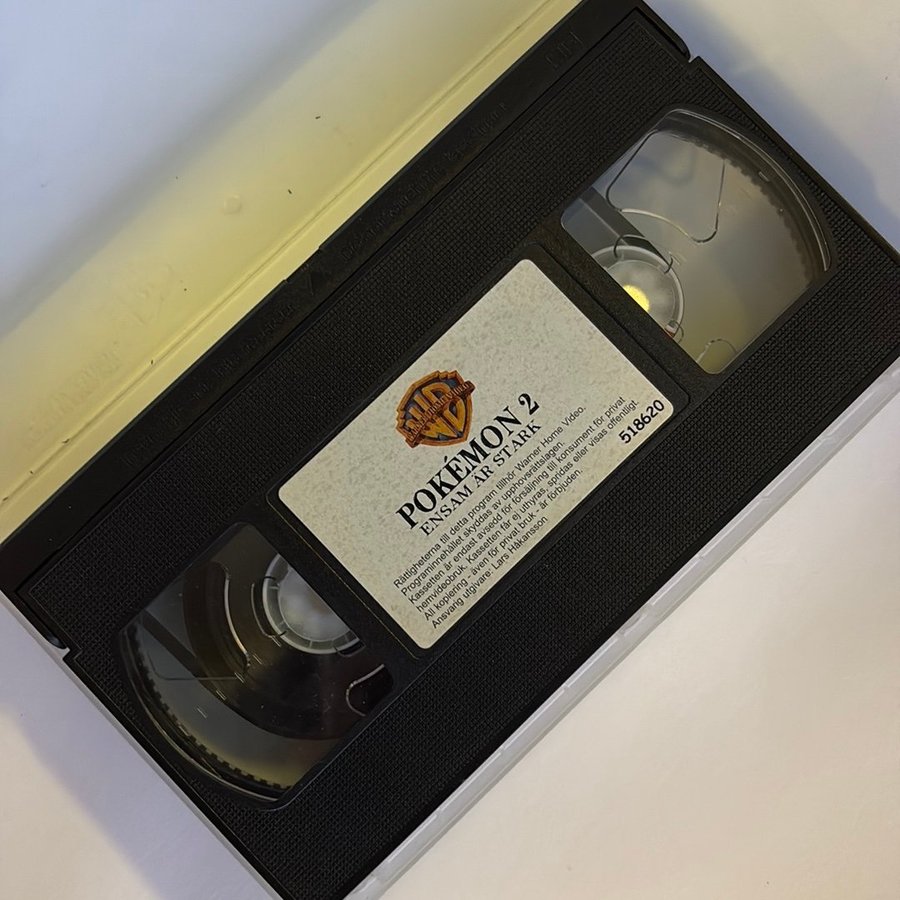 POKÉMON 2
ENSAM ÄR STARK
Rättigheterna till detta program tillhör Warner Home Video.
Programinnehållet skyddas av upphovsrättslagen.
Kassetten är endast avsedd för försäljning till konsument för privat
hemvideobruk. Kassetten får ej uthyras, spridas eller visas offentligt.
All kopiering - även för privat bruk - är förbjuden.
Ansvarig utgivare: Lars Håkansson
518620